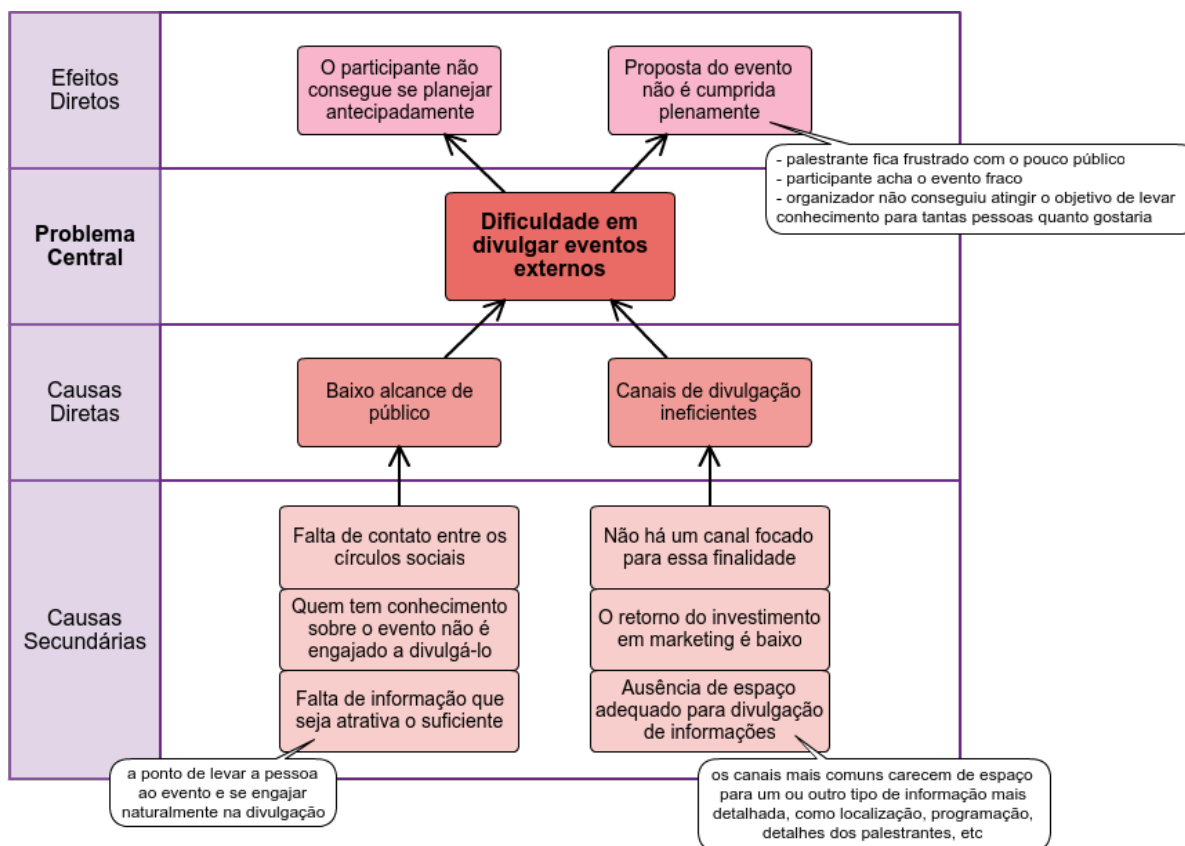 Efeitos
Diretos
O participante não
consegue se planejar
antecipadamente
Proposta do evento
não é cumprida
plenamente
- palestrante fica frustrado com o pouco público
- participante acha o evento fraco
- organizador não conseguiu atingir o objetivo de levar
conhecimento para tantas pessoas quanto gostaria
Problema
Central
Dificuldade em
divulgar eventos
externos
Causas
Diretas
Baixo alcance de
público
Canais de divulgação
ineficientes
Causas
Secundárias
Falta de contato entre os
círculos sociais
Quem tem conhecimento
sobre o evento não é
engajado a divulgá-lo
Falta de informação que
seja atrativa o suficiente
a ponto de levar a pessoa
ao evento e se engajar
naturalmente na divulgação
Não há um canal focado
para essa finalidade
O retorno do investimento
em marketing é baixo
Ausência de espaço
adequado para divulgação
de informações
os canais mais comuns carecem de espaço
para um ou outro tipo de informação mais
detalhada, como localização, programação,
detalhes dos palestrantes, etc